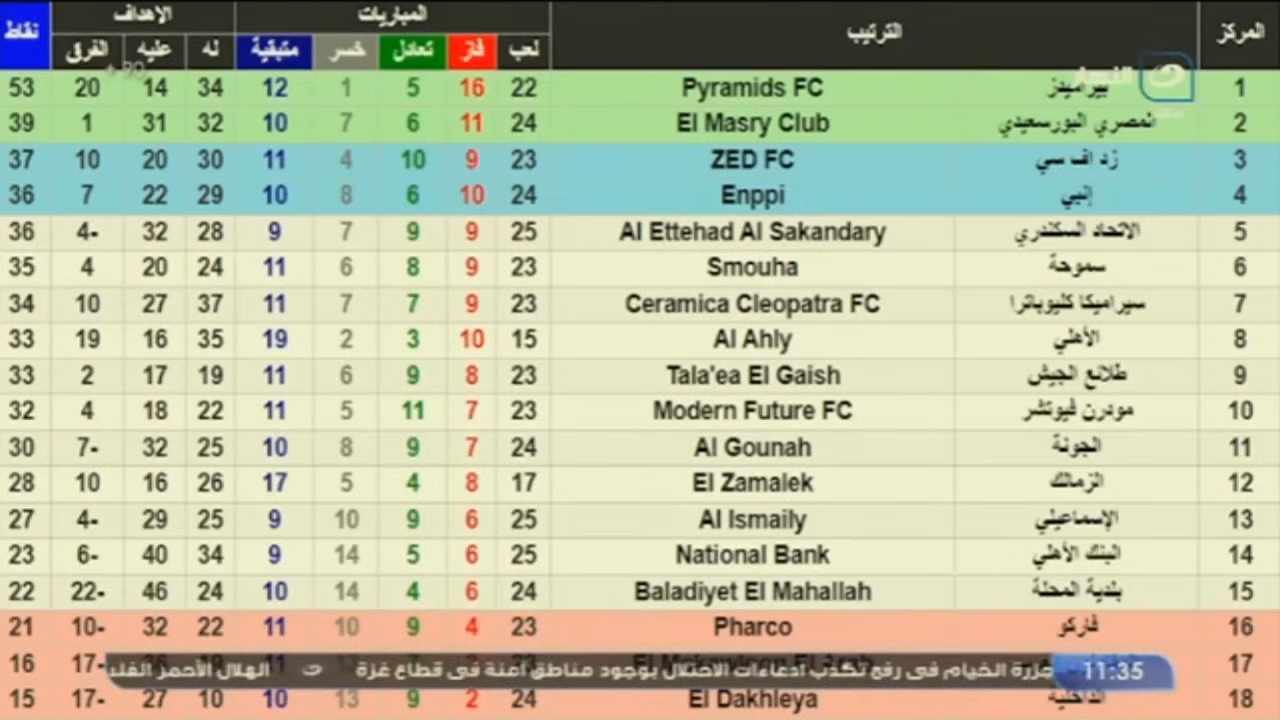 المركز الترتيب المباريات الاهداف نقاط
لعب فاز تعادل خسر متبقية له عليه الفرق
النهار
+90
1 بيراميدز Pyramids FC 22 16 5 1 12 34 14 20 53
2 المصري البورسعيدي El Masry Club 24 11 6 7 10 32 31 1 39
3 زد اف سي ZED FC 23 9 10 4 11 30 20 10 37
4 إنبي Enppi 24 10 6 8 10 29 22 7 36
5 الاتحاد السكندري Al Ettehad Al Sakandary 25 9 9 7 9 28 32 4- 36
6 سموحة Smouha 23 9 8 6 11 24 20 4 35
7 سيراميكا كليوباترا Ceramica Cleopatra FC 23 9 7 7 11 37 27 10 34
8 الأهلي Al Ahly 15 10 3 2 19 35 16 19 33
9 طلائع الجيش Tala'ea El Gaish 23 8 9 6 11 19 17 2 33
10 مودرن فيوتشر Modern Future FC 23 7 11 5 11 22 18 4 32
11 الجونة Al Gounah 24 7 9 8 10 25 32 7- 30
12 الزمالك El Zamalek 17 8 4 5 17 26 16 10 28
13 الإسماعيلي Al Ismaily 25 6 9 10 9 25 29 4- 27
14 البنك الأهلي National Bank 25 6 5 14 9 34 40 6- 23
15 بلدية المحلة Baladiyet El Mahallah 24 6 4 14 10 24 46 22- 22
16 فاركو Pharco 23 4 9 10 11 22 32 10- 21
17 17- 16
11:35 جزرة الخيام فى رفح تكذب ادعاءات الاحتلال بوجود مناطق آمنة فى قطاع غزة الهلال الأحمر الفلد
18 الداخلية El Dakhleya 24 2 9 13 10 10 27 17- 15